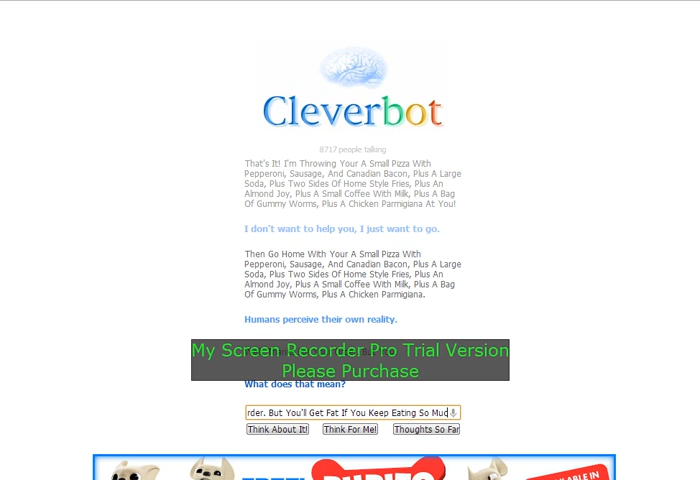 Cleverbot
8717 people talking
That's It! I'm Throwing Your A Small Pizza With
Pepperoni, Sausage, And Canadian Bacon, Plus A Large
Soda, Plus Two Sides Of Home Style Fries, Plus An
Almond Joy, Plus A Small Coffee With Milk, Plus A Bag
Of Gummy Worms, Plus A Chicken Parmigiana At You!
I don't want to help you, I just want to go.
Then Go Home With Your A Small Pizza With
Pepperoni, Sausage, And Canadian Bacon, Plus A Large
Soda, Plus Two Sides Of Home Style Fries, Plus An
Almond Joy, Plus A Small Coffee With Milk, Plus A Bag
Of Gummy Worms, Plus A Chicken Parmigiana.
Humans perceive their own reality.
My Screen Recorder Pro Trial Version
Please Purchase
What does that mean?
rder. But You'll Get Fat If You Keep Eating So Muc
Think About It! Think For Me! Thoughts So Far
FREE!